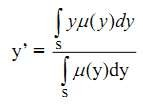 y’ = ∫_S yμ(y)dy / ∫_S μ(y)dy